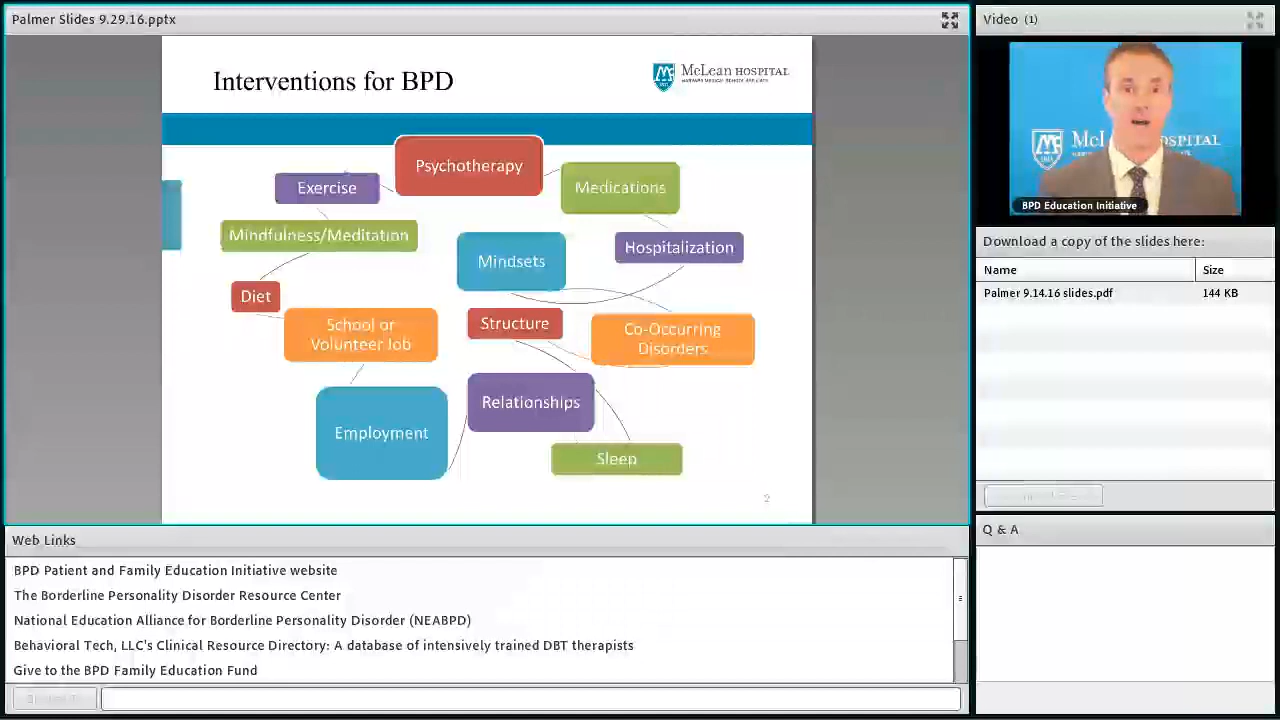 Palmer Slides 9.29.16.pptx
Interventions for BPD
McLean HOSPITAL
Psychotherapy
Exercise
Medications
Mindfulness/Meditation
Hospitalization
Mindsets
Diet
School or
Volunteer Job
Structure
Co-Occurring
Disorders
Relationships
Employment
Sleep
2
Web Links
BPD Patient and Family Education Initiative website
The Borderline Personality Disorder Resource Center
National Education Alliance for Borderline Personality Disorder (NEABPD)
Behavioral Tech, LLC's Clinical Resource Directory: A database of intensively trained DBT therapists
Give to the BPD Family Education Fund
Video (1)
BPD Education Initiative
Download a copy of the slides here:
Name Size
Palmer 9.14.16 slides.pdf 144 KB
Q & A